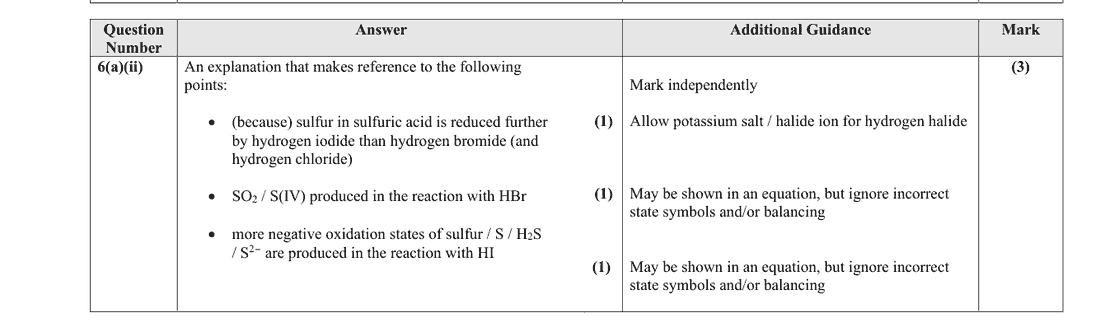 Question Number
Answer
Additional Guidance
Mark
6(a)(ii)
An explanation that makes reference to the following
points:
Mark independently
(3)
• (because) sulfur in sulfuric acid is reduced further
by hydrogen iodide than hydrogen bromide (and
hydrogen chloride)
(1)
Allow potassium salt / halide ion for hydrogen halide
• SO₂ / S(IV) produced in the reaction with HBr
(1)
May be shown in an equation, but ignore incorrect
state symbols and/or balancing
• more negative oxidation states of sulfur / S / H₂S
/ S²⁻ are produced in the reaction with HI
(1)
May be shown in an equation, but ignore incorrect
state symbols and/or balancing